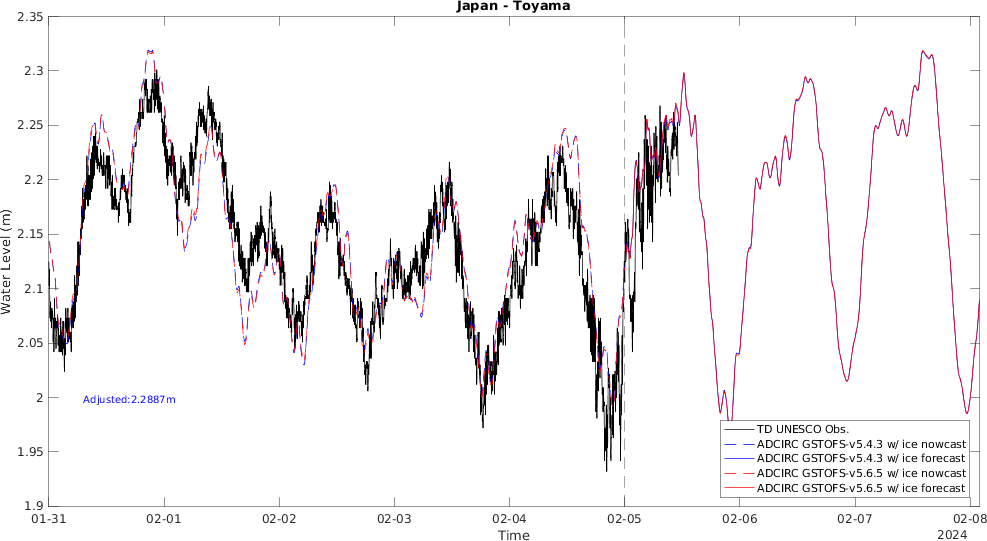 Japan - Toyama
2.35
2.3
2.25
2.2
2.15
2.1
2.05
2
1.95
1.9
Water Level (m)
Adjusted:2.2887m
TD UNESCO Obs.
ADCIRC GSTOFS-v5.4.3 w/ ice nowcast
ADCIRC GSTOFS-v5.4.3 w/ ice forecast
ADCIRC GSTOFS-v5.6.5 w/ ice nowcast
ADCIRC GSTOFS-v5.6.5 w/ ice forecast
01-31 02-01 02-02 02-03 02-04 02-05 02-06 02-07 02-08
Time
2024